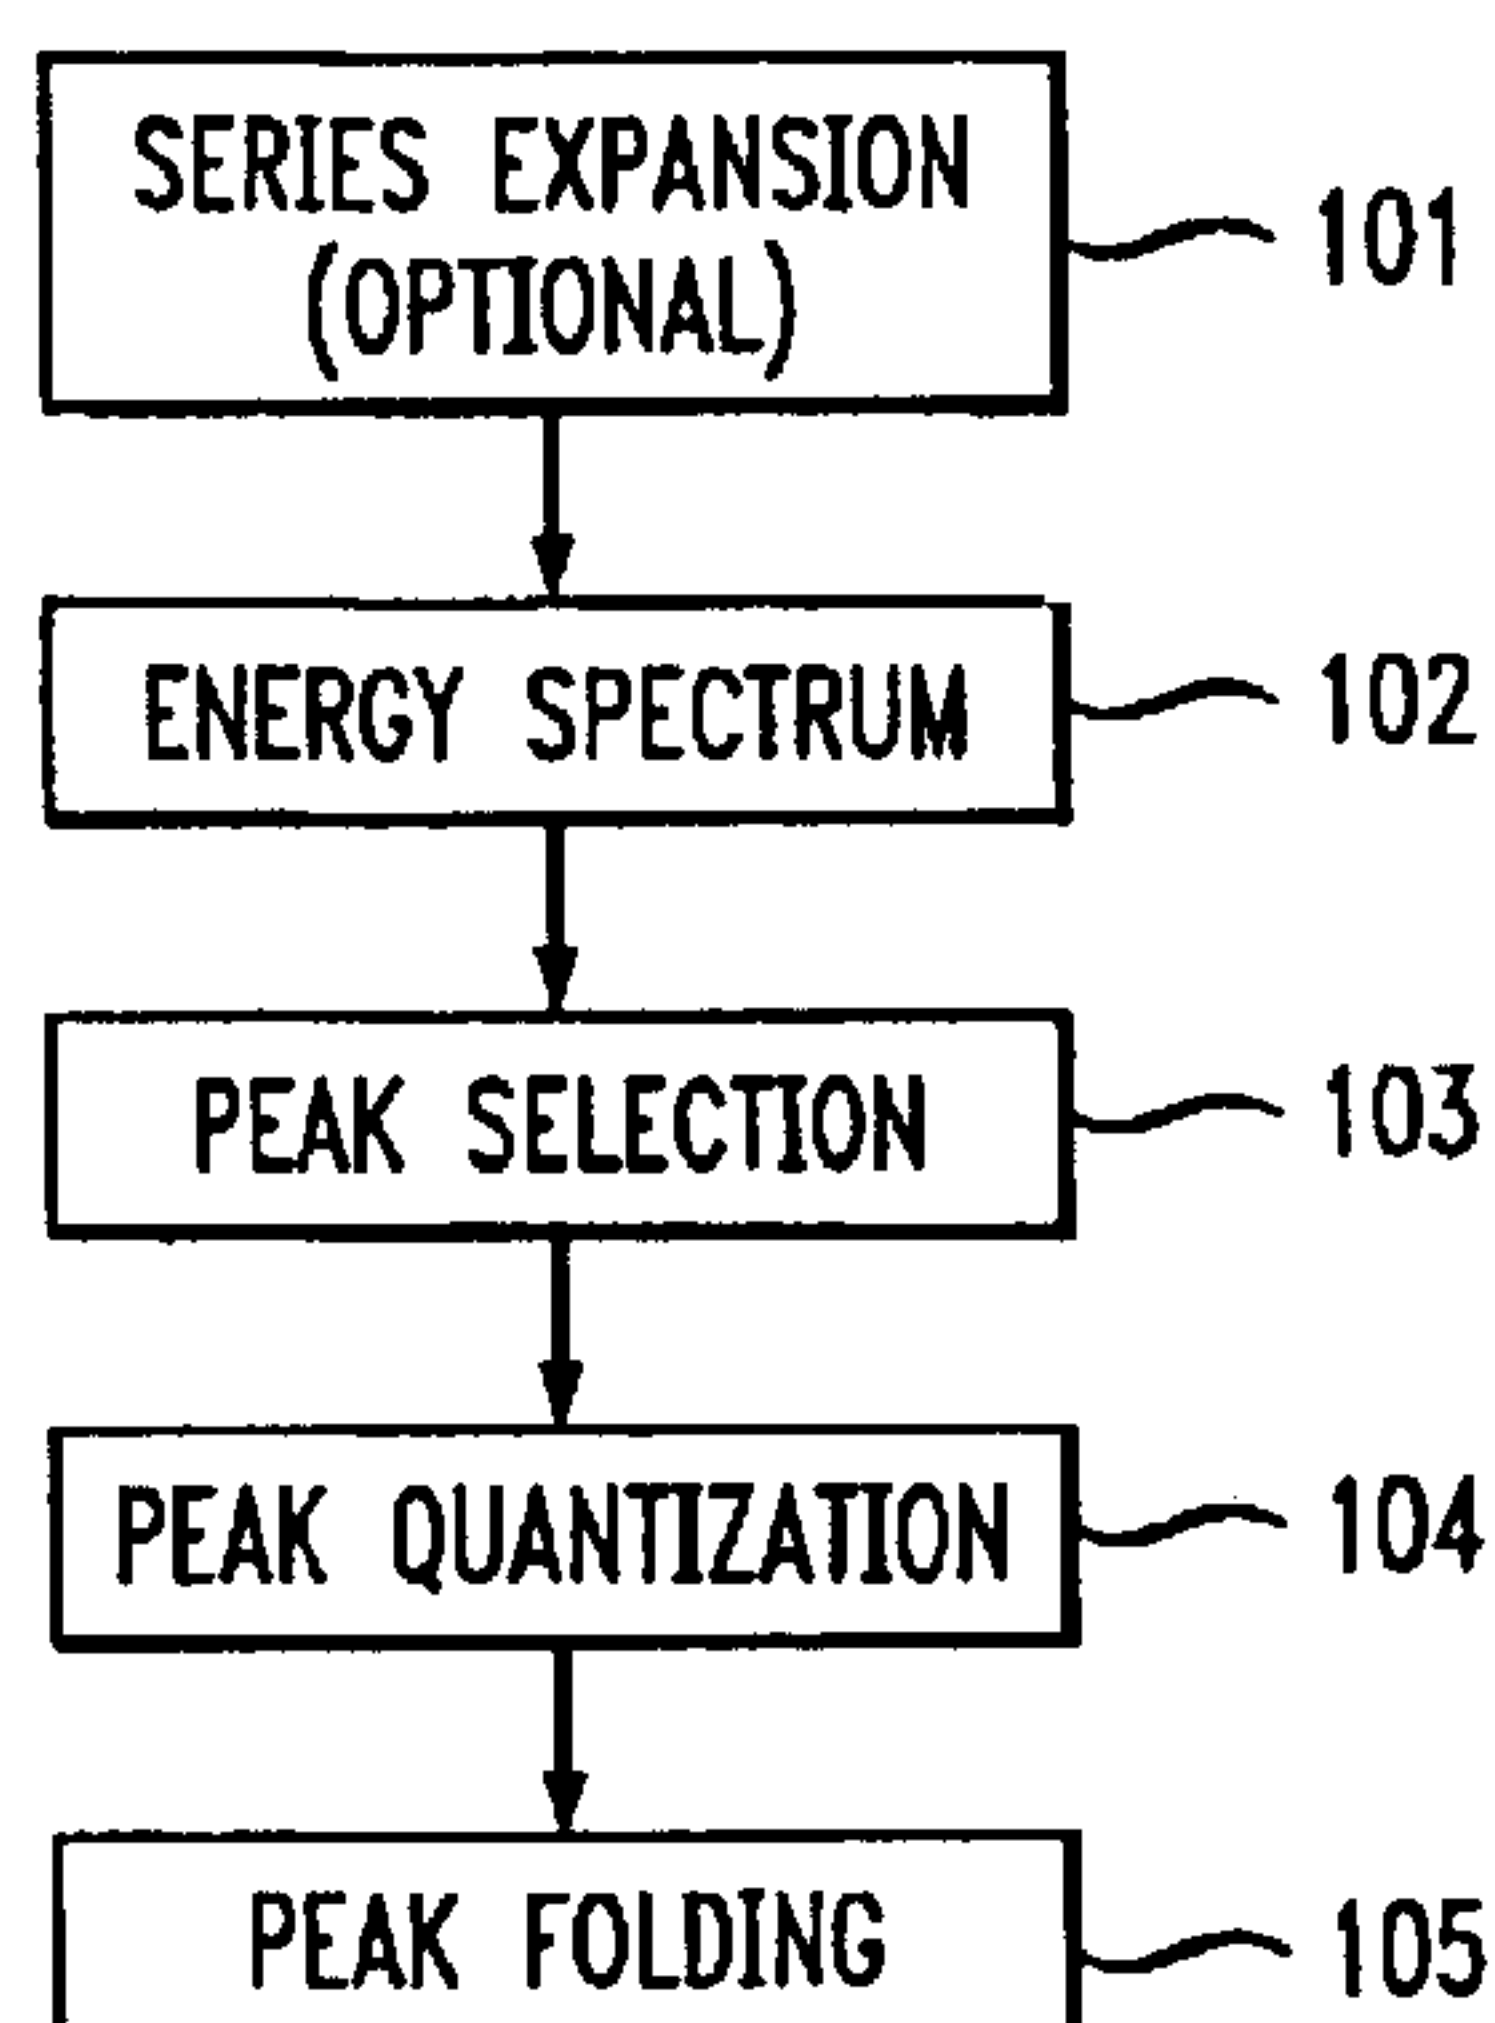 SERIES EXPANSION
(OPTIONAL)
101
ENERGY SPECTRUM
102
PEAK SELECTION
103
PEAK QUANTIZATION
104
PEAK FOLDING
105